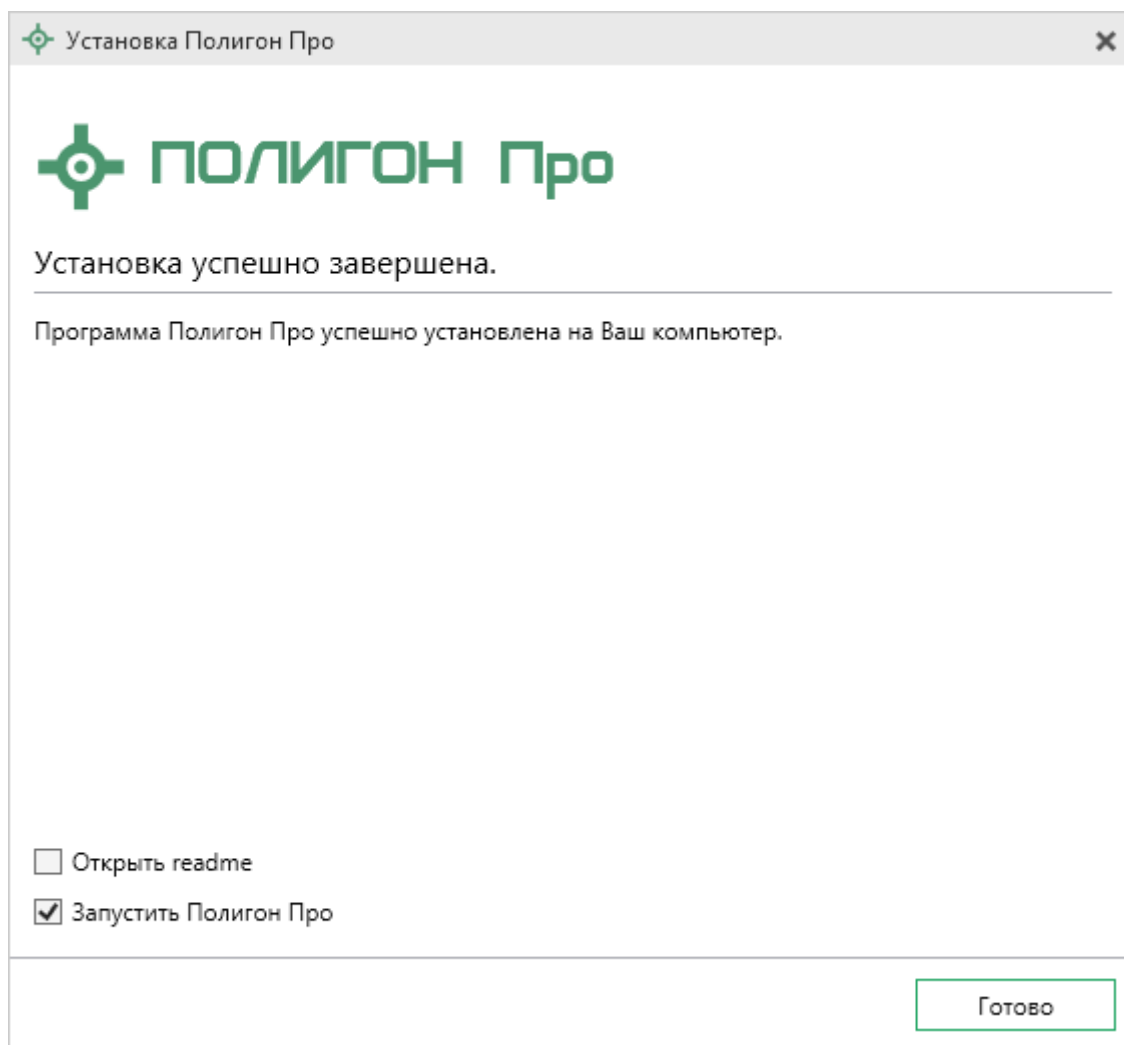 Установка Полигон Про
ПОЛИГОН Про
Установка успешно завершена.
Программа Полигон Про успешно установлена на Ваш компьютер.
Открыть readme
Запустить Полигон Про
Готово